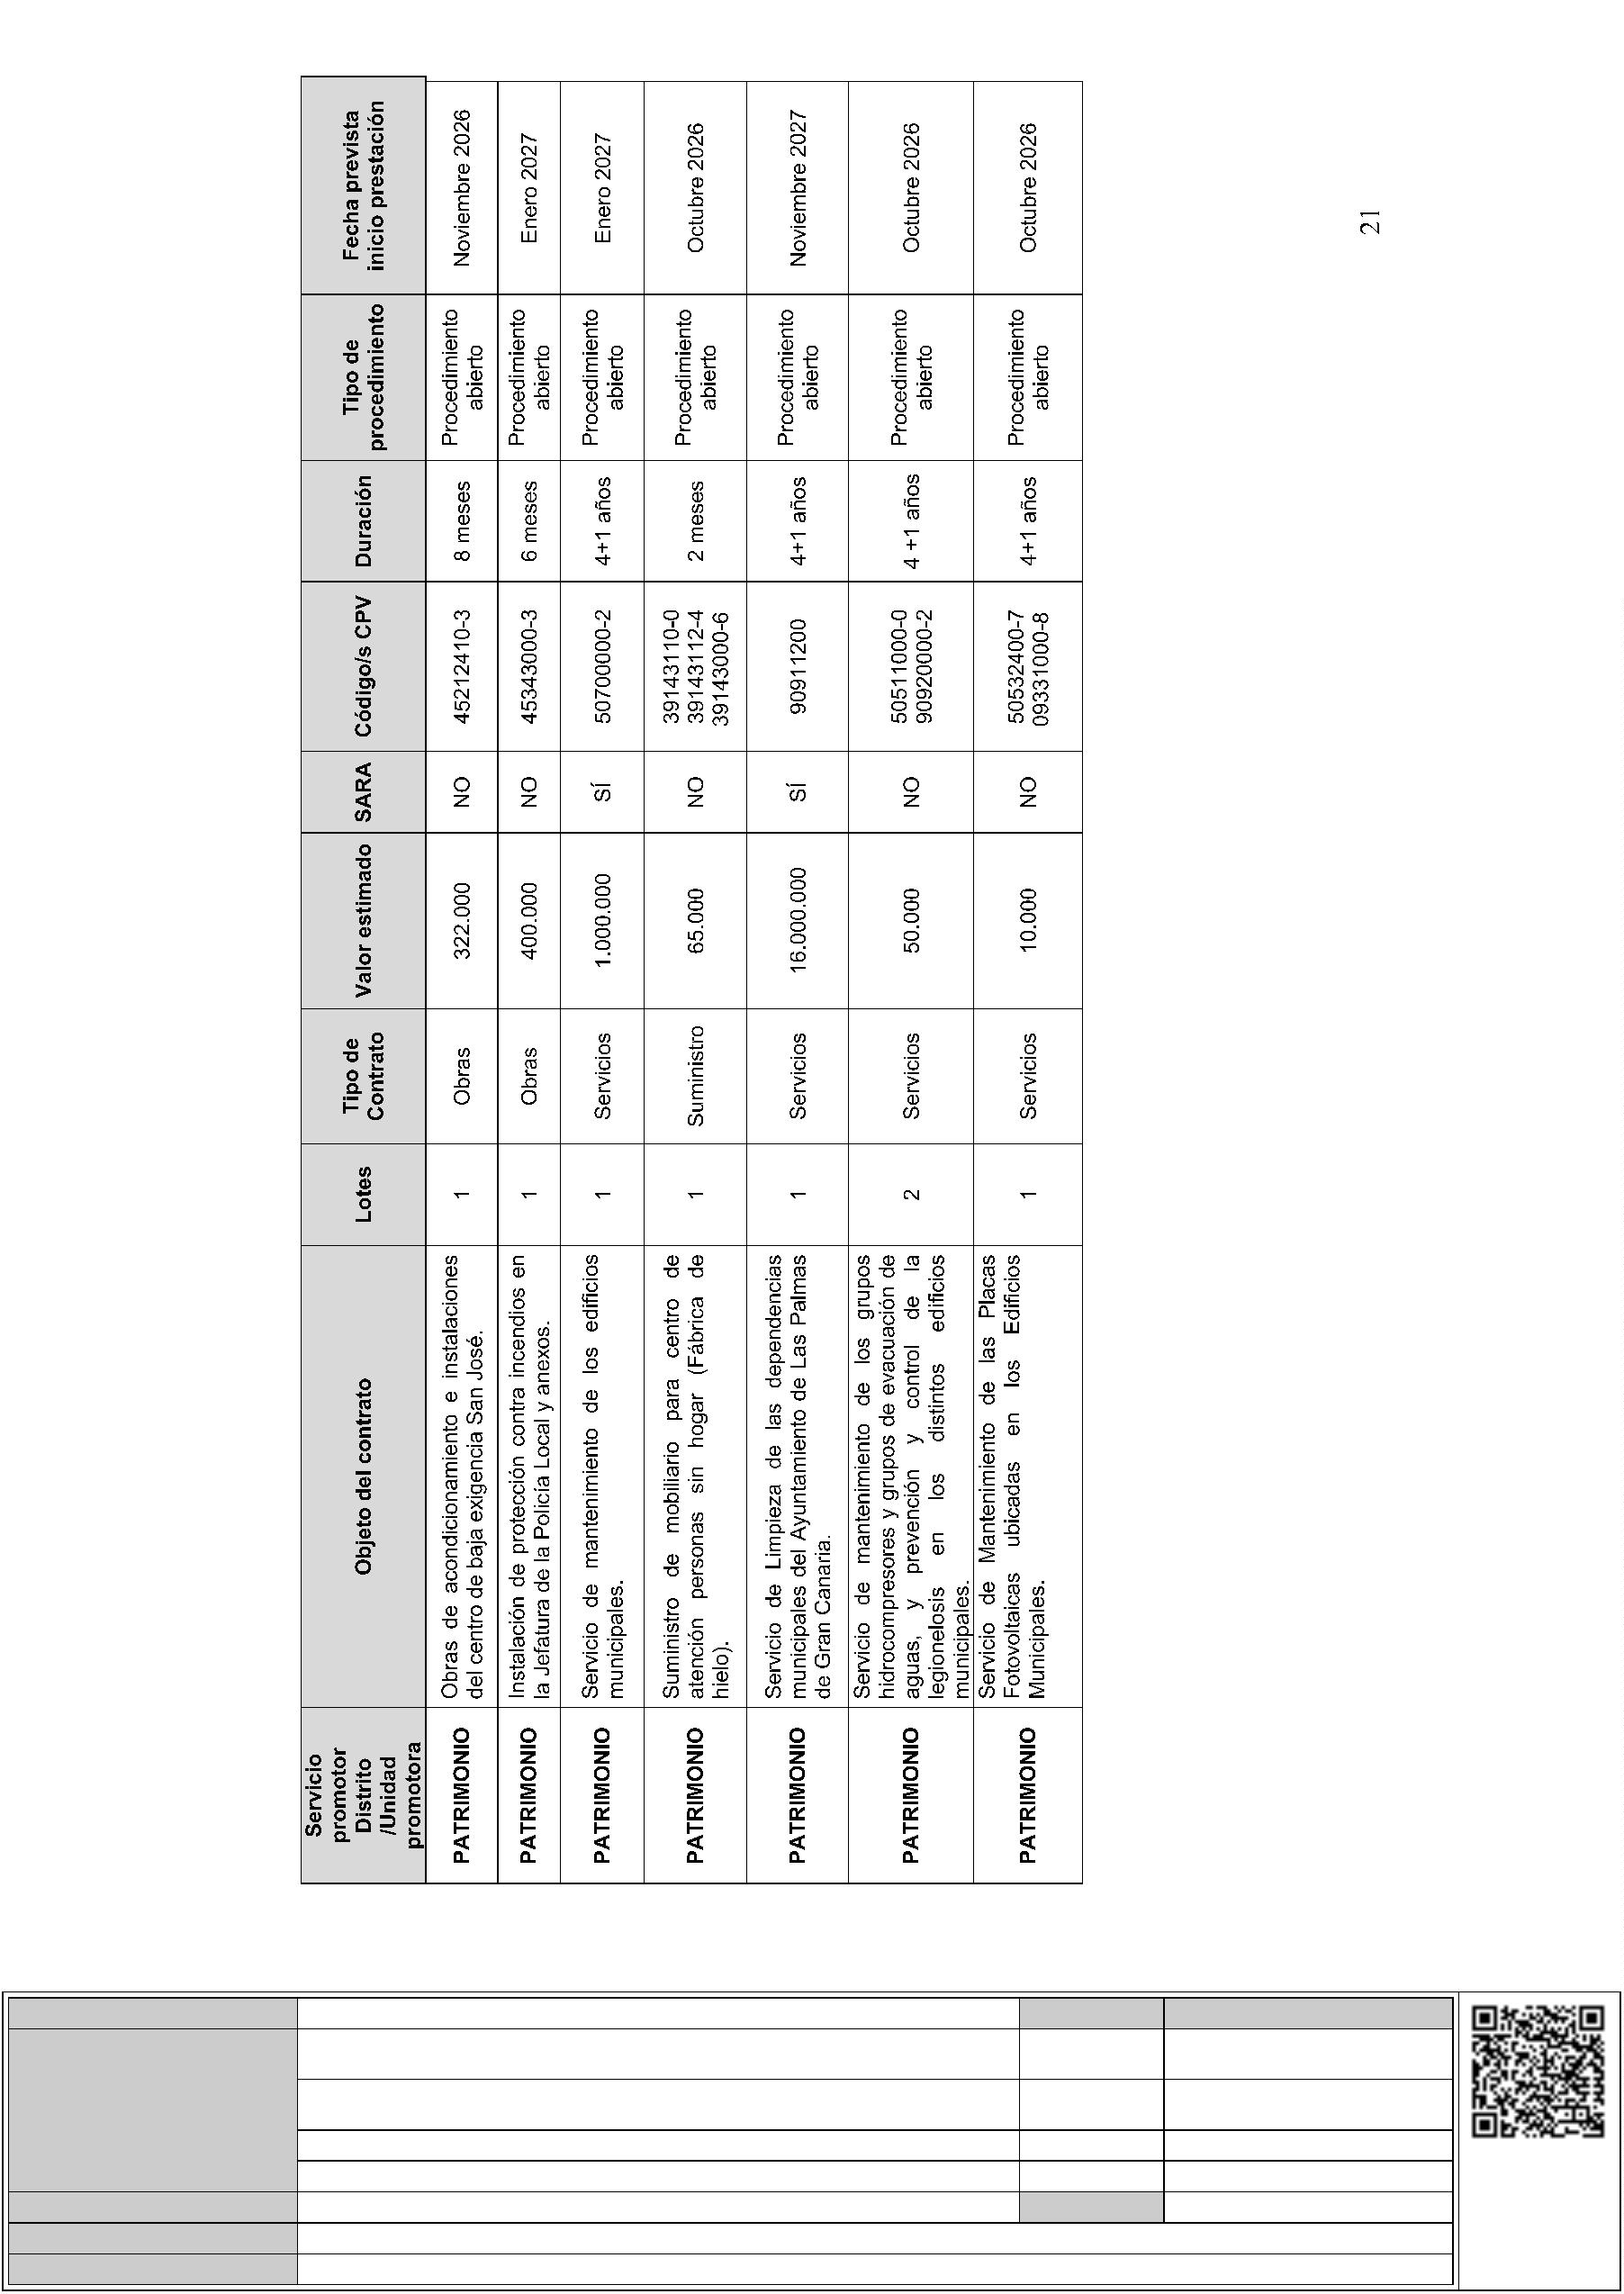 Servicio
promotor
Distrito
/Unidad
promotora
Objeto del contrato
Lotes
Tipo de
Contrato
Valor estimado
SARA
Código/s CPV
Duración
Tipo de
procedimiento
Fecha prevista
inicio prestación
PATRIMONIO
Obras de acondicionamiento e instalaciones
del centro de baja exigencia San José.
1
Obras
322.000
NO
45212410-3
8 meses
Procedimiento
abierto
Noviembre 2026
PATRIMONIO
Instalación de protección contra incendios en
la Jefatura de la Policía Local y anexos.
1
Obras
400.000
NO
45343000-3
6 meses
Procedimiento
abierto
Enero 2027
PATRIMONIO
Servicio de mantenimiento de los edificios
municipales.
1
Servicios
1.000.000
SÍ
50700000-2
4+1 años
Procedimiento
abierto
Enero 2027
PATRIMONIO
Suministro de mobiliario para centro de
atención personas sin hogar (Fábrica de
hielo).
1
Suministro
65.000
NO
39143110-0
39143112-4
39143000-6
2 meses
Procedimiento
abierto
Octubre 2026
PATRIMONIO
Servicio de Limpieza de las dependencias
municipales del Ayuntamiento de Las Palmas
de Gran Canaria.
1
Servicios
16.000.000
SÍ
90911200
4+1 años
Procedimiento
abierto
Noviembre 2027
PATRIMONIO
Servicio de mantenimiento de los grupos
hidrocompresores y grupos de evacuación de
aguas, y prevención y control de la
legionelosis en los distintos edificios
municipales.
2
Servicios
50.000
NO
50511000-0
90920000-2
4 +1 años
Procedimiento
abierto
Octubre 2026
PATRIMONIO
Servicio de Mantenimiento de las Placas
Fotovoltaicas ubicadas en los Edificios
Municipales.
1
Servicios
10.000
NO
50532400-7
09331000-8
4+1 años
Procedimiento
abierto
Octubre 2026
21